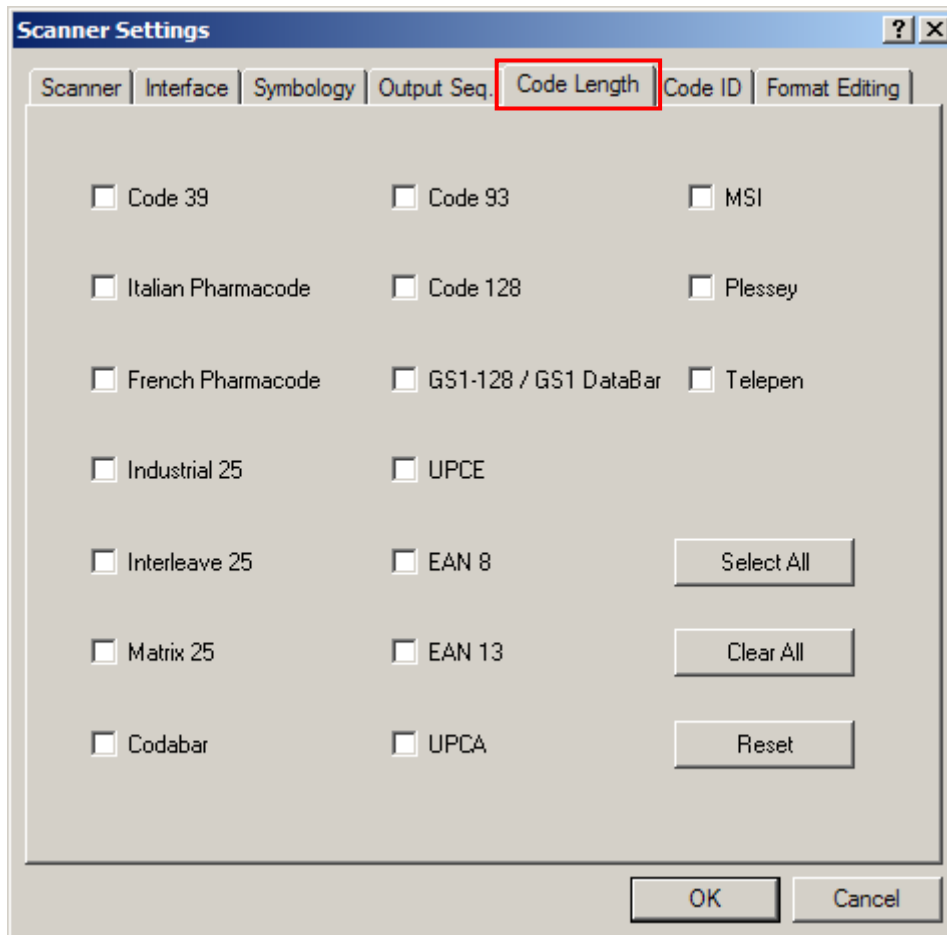 Scanner Settings
Scanner Interface Symbology Output Seq. Code Length Code ID Format Editing
Code 39 Code 93 MSI
Italian Pharmacode Code 128 Plessey
French Pharmacode GS1-128 / GS1 DataBar Telepen
Industrial 25 UPCE
Interleave 25 EAN 8 Select All
Matrix 25 EAN 13 Clear All
Codabar UPCA Reset
OK Cancel